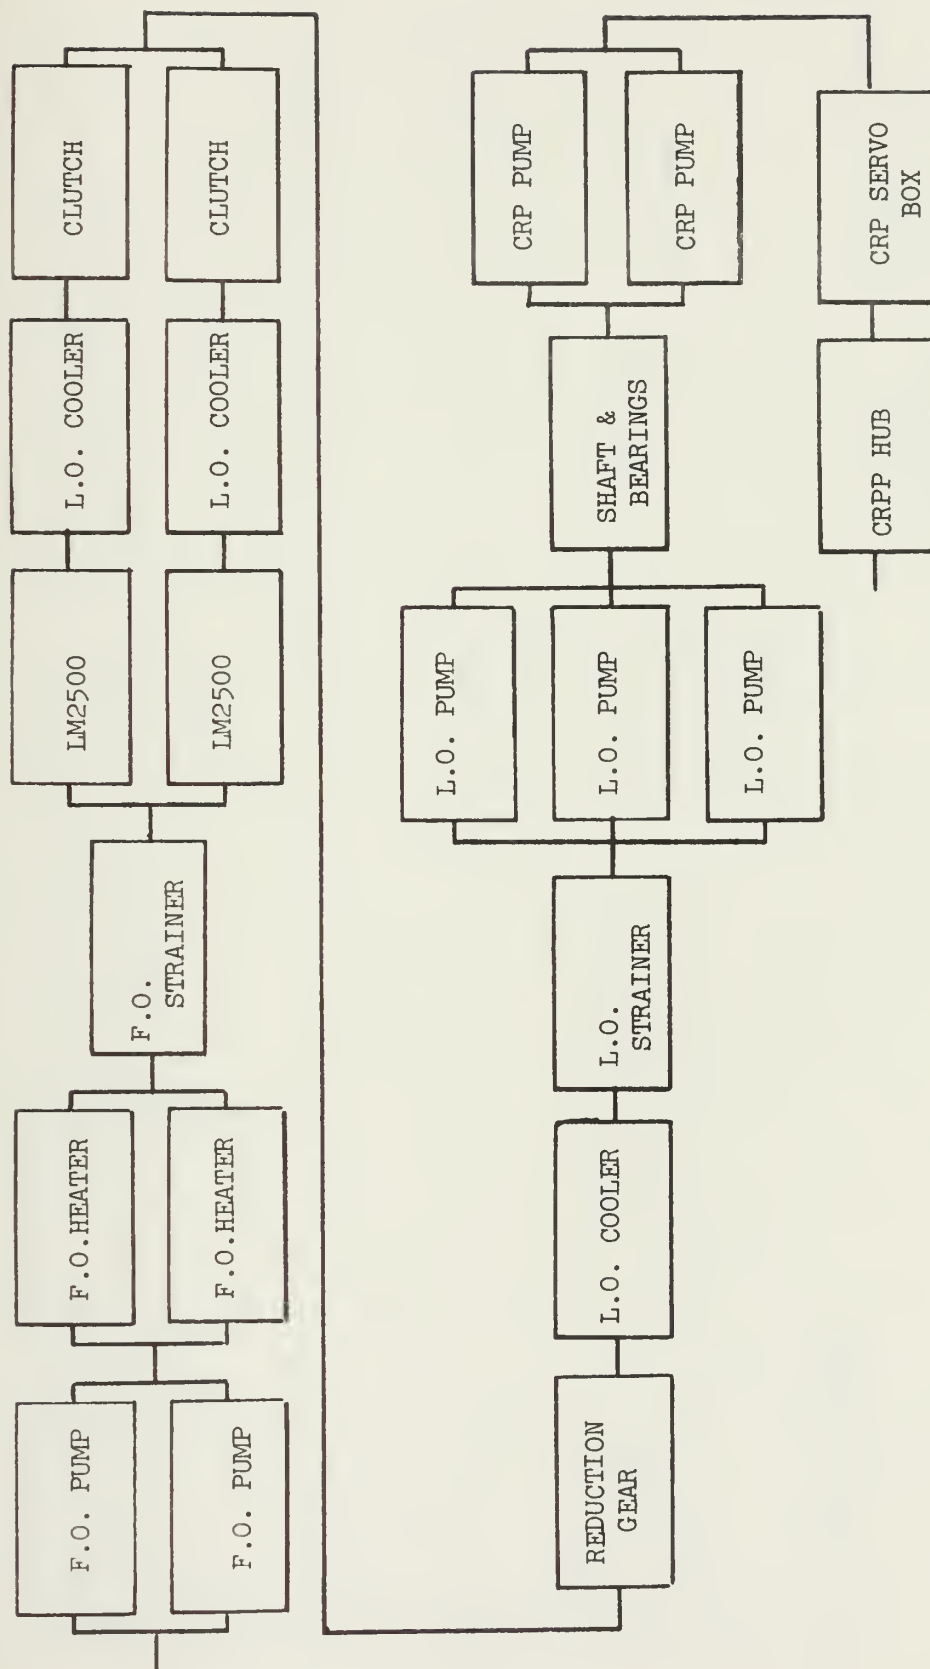 F.O. PUMP
F.O. PUMP
F.O.HEATER
F.O.HEATER
F.O.
STRAINER
LM2500
LM2500
L.O. COOLER
L.O. COOLER
CLUTCH
CLUTCH
REDUCTION
GEAR
L.O. COOLER
L.O.
STRAINER
L.O. PUMP
L.O. PUMP
L.O. PUMP
SHAFT &
BEARINGS
CRP PUMP
CRP PUMP
CRP SERVO
BOX
CRPP HUB